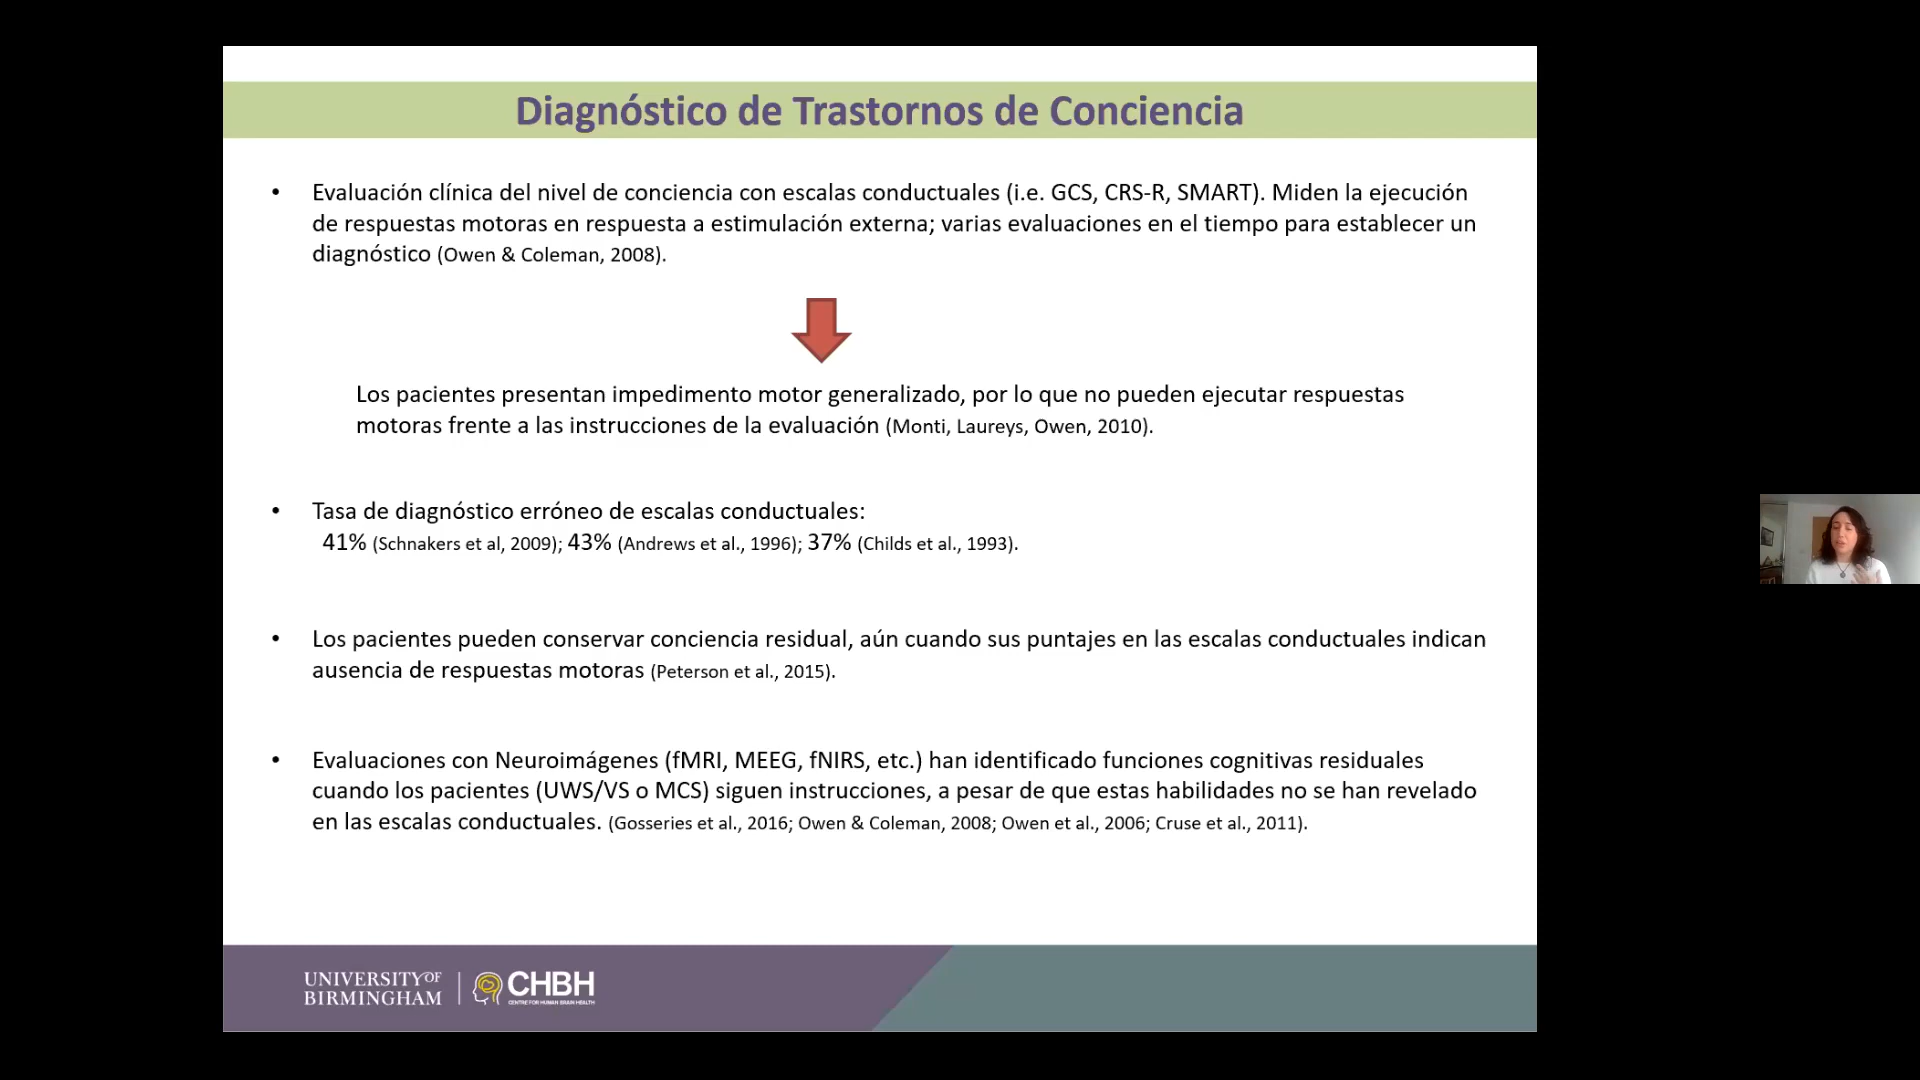 Diagnóstico de Trastornos de Conciencia
• Evaluación clínica del nivel de conciencia con escalas conductuales (i.e. GCS, CRS-R, SMART). Miden la ejecución
de respuestas motoras en respuesta a estimulación externa; varias evaluaciones en el tiempo para establecer un
diagnóstico (Owen & Coleman, 2008).
Los pacientes presentan impedimento motor generalizado, por lo que no pueden ejecutar respuestas
motoras frente a las instrucciones de la evaluación (Monti, Laureys, Owen, 2010).
• Tasa de diagnóstico erróneo de escalas conductuales:
41% (Schnakers et al, 2009); 43% (Andrews et al., 1996); 37% (Childs et al., 1993).
• Los pacientes pueden conservar conciencia residual, aún cuando sus puntajes en las escalas conductuales indican
ausencia de respuestas motoras (Peterson et al., 2015).
• Evaluaciones con Neuroimágenes (fMRI, MEEG, fNIRS, etc.) han identificado funciones cognitivas residuales
cuando los pacientes (UWS/VS o MCS) siguen instrucciones, a pesar de que estas habilidades no se han revelado
en las escalas conductuales. (Gosseries et al., 2016; Owen & Coleman, 2008; Owen et al., 2006; Cruse et al., 2011).
UNIVERSITY OF
BIRMINGHAM
CHBH
CENTRE FOR HUMAN BRAIN HEALTH